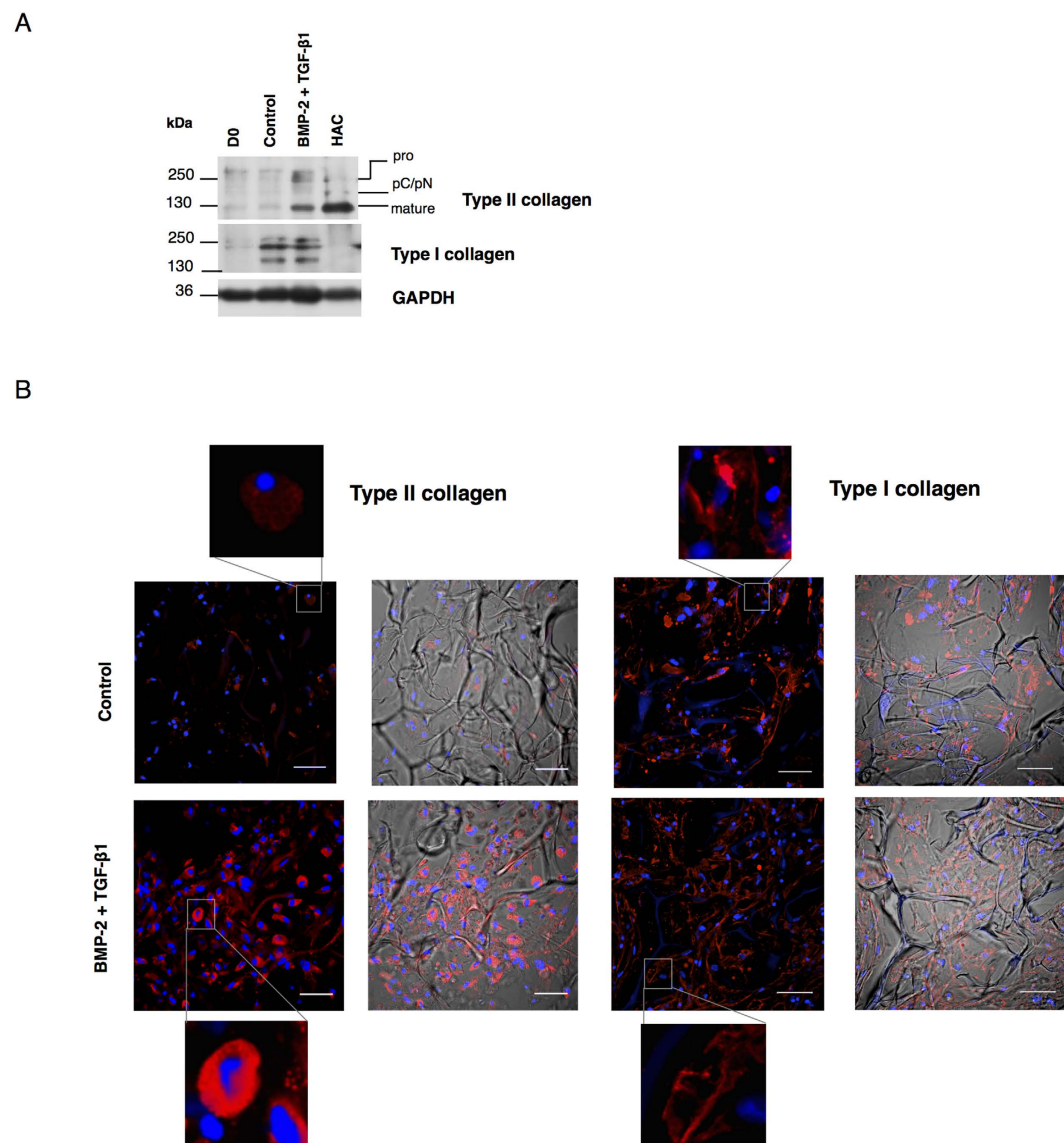 A
kDa
D0
Control
BMP-2 + TGF-β1
HAC
250
130
pro
pC/pN
mature
Type II collagen
250
130
Type I collagen
36
GAPDH
B
Type II collagen
Type I collagen
Control
BMP-2 + TGF-β1